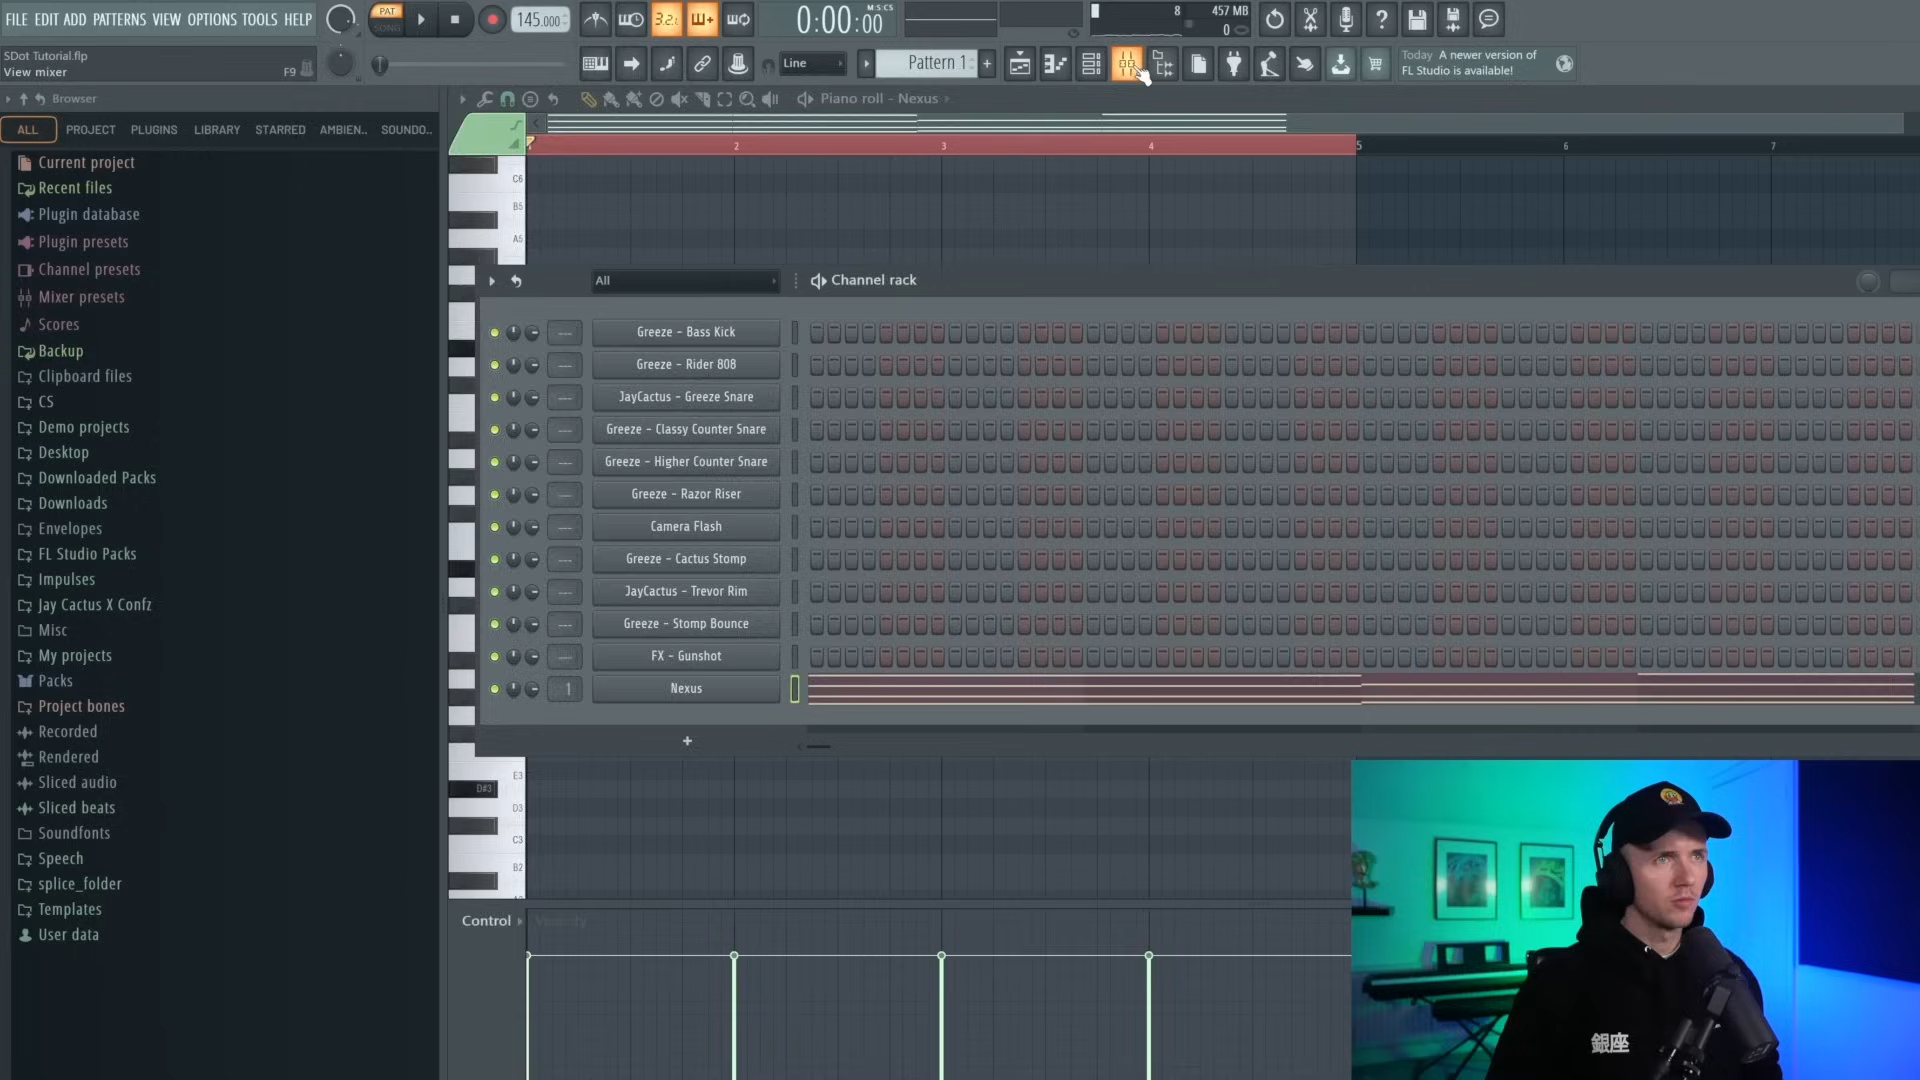 FILE EDIT ADD PATTERNS VIEW OPTIONS TOOLS HELP
PAT
SONG
145.000
3.2.
0:00:00
M:S:CS
8
457 MB
0
SDot Tutorial.flp
View mixer
F9
Line
Pattern 1
+
Today A newer version of
FL Studio is available!
Browser
Piano roll - Nexus
ALL PROJECT PLUGINS LIBRARY STARRED AMBIEN.. SOUNDO..
2 3 4 5 6 7
Current project
Recent files
Plugin database
Plugin presets
Channel presets
Mixer presets
Scores
Backup
Clipboard files
CS
Demo projects
Desktop
Downloaded Packs
Downloads
Envelopes
FL Studio Packs
Impulses
Jay Cactus X Confz
Misc
My projects
Packs
Project bones
Recorded
Rendered
Sliced audio
Sliced beats
Soundfonts
Speech
splice_folder
Templates
User data
C6
B5
A5
All
Channel rack
Greeze - Bass Kick
Greeze - Rider 808
JayCactus - Greeze Snare
Greeze - Classy Counter Snare
Greeze - Higher Counter Snare
Greeze - Razor Riser
Camera Flash
Greeze - Cactus Stomp
JayCactus - Trevor Rim
Greeze - Stomp Bounce
FX - Gunshot
1 Nexus
+
E3
D#3
D3
C3
B2
Control
Velocity
銀座